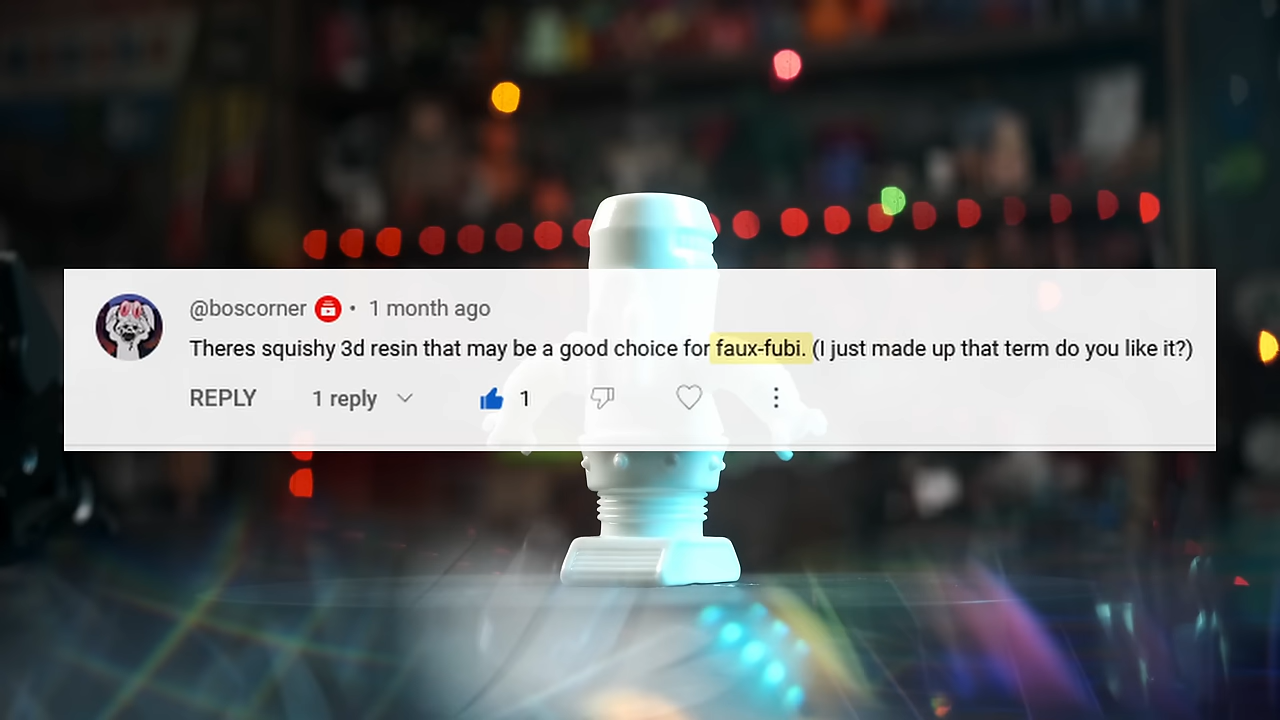 @boscorner • 1 month ago
Theres squishy 3d resin that may be a good choice for faux-fubi. (I just made up that term do you like it?)
REPLY 1 reply 1